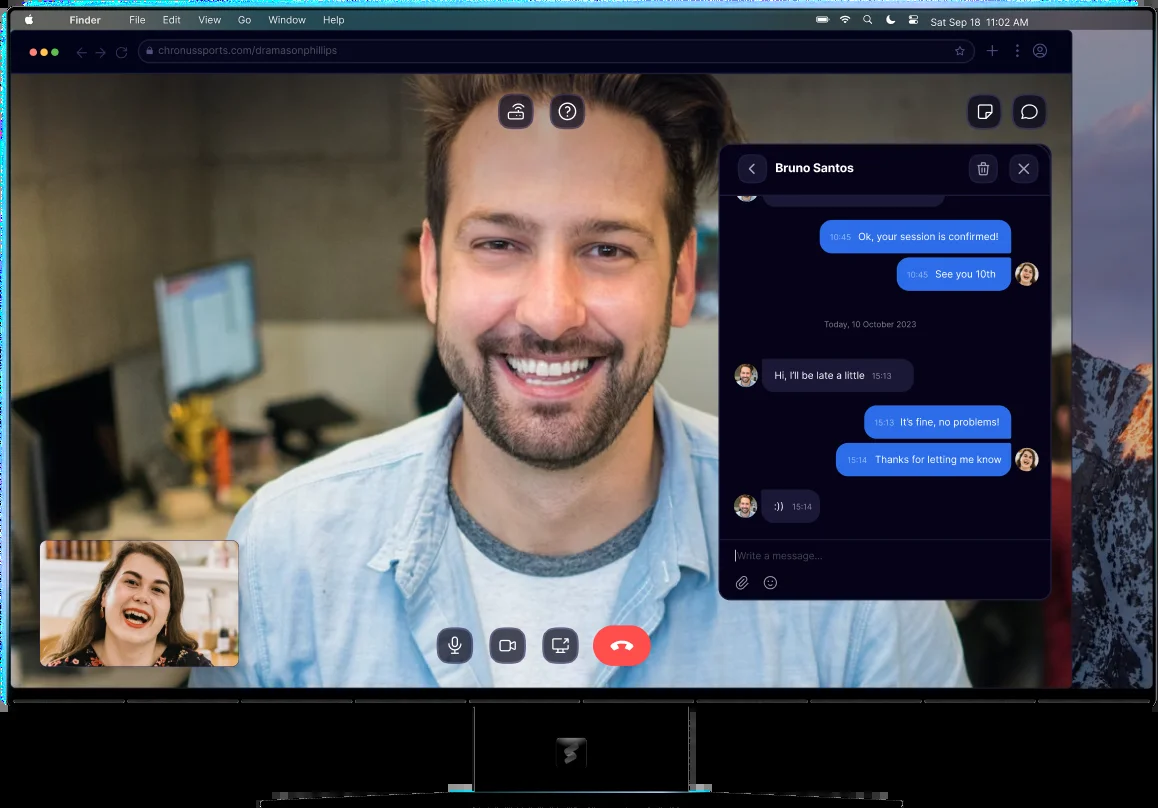 Finder File Edit View Go Window Help Sat Sep 18 11:02 AM
chronussports.com/dramasonphillips
Bruno Santos
10:45 Ok, your session is confirmed!
10:45 See you 10th
Today, 10 October 2023
Hi, I'll be late a little 15:13
15:13 It's fine, no problems!
15:14 Thanks for letting me know
:)) 15:14
Write a message...